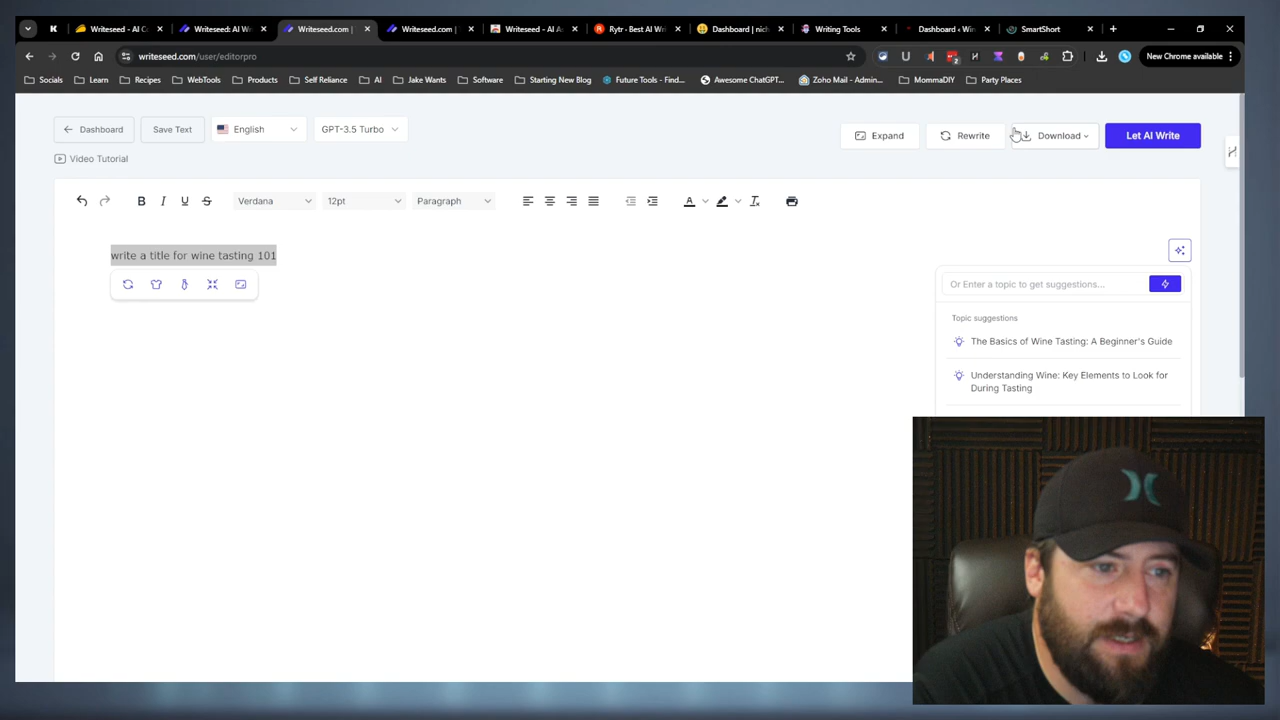 Writeseed - AI C
Writeseed: AI W
Writeseed.com |
Writeseed.com |
Writeseed - AI A
Rytr - Best AI Wri
Dashboard | nich
Writing Tools
Dashboard ‹ Win
SmartShort
writeseed.com/user/editorpro
New Chrome available
Socials
Learn
Recipes
WebTools
Products
Self Reliance
AI
Jake Wants
Software
Starting New Blog
Future Tools - Find...
Awesome ChatGPT...
Zoho Mail - Admin...
MommaDIY
Party Places
Dashboard
Save Text
English
GPT-3.5 Turbo
Expand
Rewrite
Download
Let AI Write
Video Tutorial
Verdana
12pt
Paragraph
write a title for wine tasting 101
Or Enter a topic to get suggestions...
Topic suggestions
The Basics of Wine Tasting: A Beginner's Guide
Understanding Wine: Key Elements to Look for
During Tasting